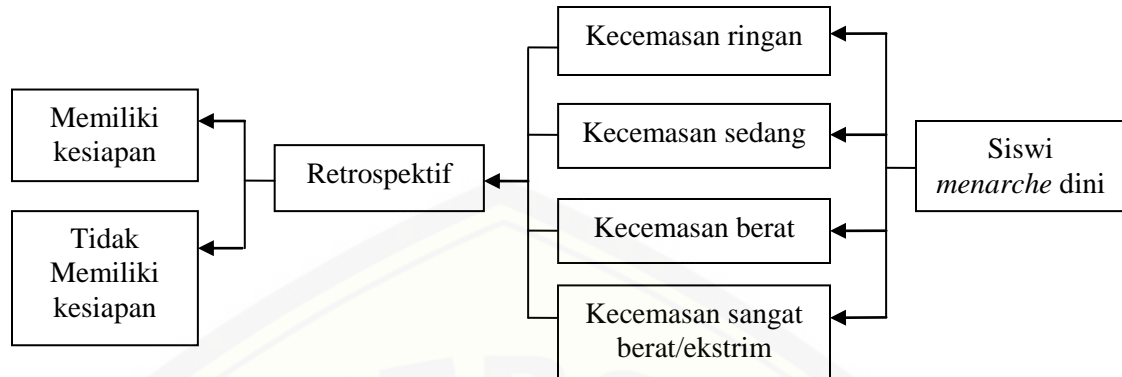 Memiliki
kesiapan
Tidak
Memiliki
kesiapan
Retrospektif
Kecemasan ringan
Kecemasan sedang
Kecemasan berat
Kecemasan sangat
berat/ekstrim
Siswi
menarche dini